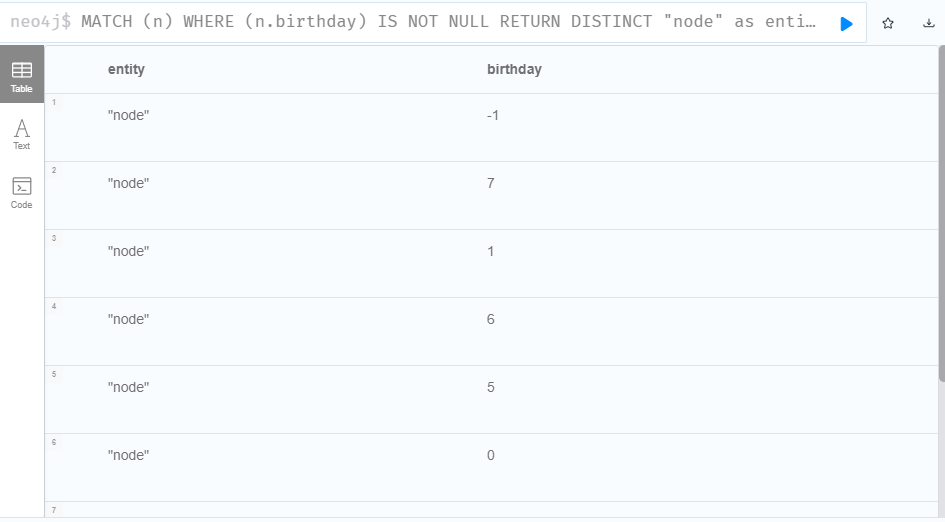 neo4j$ MATCH (n) WHERE (n.birthday) IS NOT NULL RETURN DISTINCT "node" as enti…
Table
Text
Code
entity birthday
1 "node" -1
2 "node" 7
3 "node" 1
4 "node" 6
5 "node" 5
6 "node" 0
7